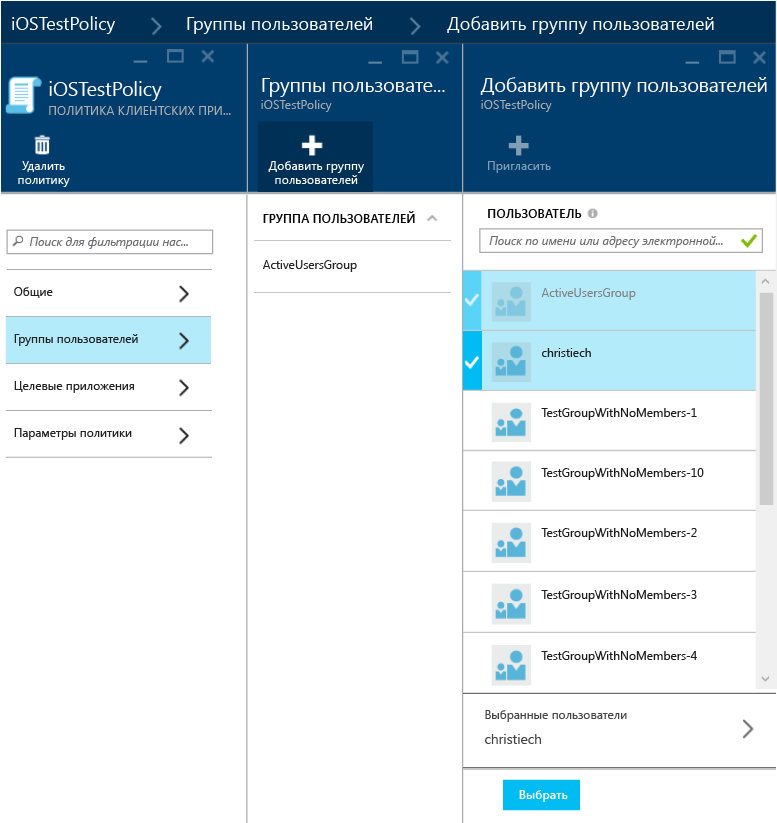 iOSTestPolicy
Группы пользователей
Добавить группу пользователей
iOSTestPolicy
ПОЛИТИКА КЛИЕНТСКИХ ПРИ...
Удалить
политику
Поиск для фильтрации нас...
Общие
Группы пользователей
Целевые приложения
Параметры политики
Группы пользовате...
iOSTestPolicy
Добавить группу
пользователей
ГРУППА ПОЛЬЗОВАТЕЛЕЙ
ActiveUsersGroup
Добавить группу пользователей
iOSTestPolicy
Пригласить
ПОЛЬЗОВАТЕЛЬ
Поиск по имени или адресу электронной...
ActiveUsersGroup
christiech
TestGroupWithNoMembers-1
TestGroupWithNoMembers-10
TestGroupWithNoMembers-2
TestGroupWithNoMembers-3
TestGroupWithNoMembers-4
Выбранные пользователи
christiech
Выбрать